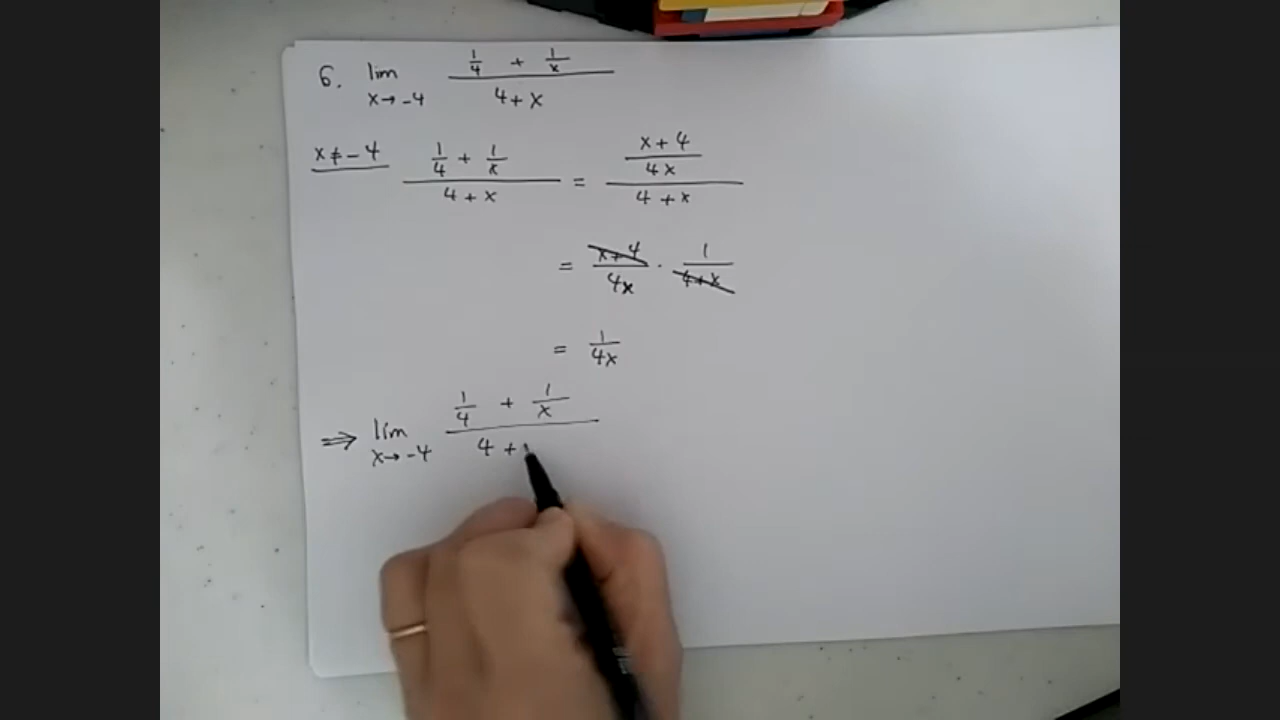 6. lim x→-4 (1/4 + 1/x)/(4+x)
x≠-4 (1/4 + 1/x)/(4+x) = ((x+4)/4x)/(4+x)
= (x+4)/4x · 1/(4+x)
= 1/4x
⇒ lim x→-4 (1/4 + 1/x)/(4+